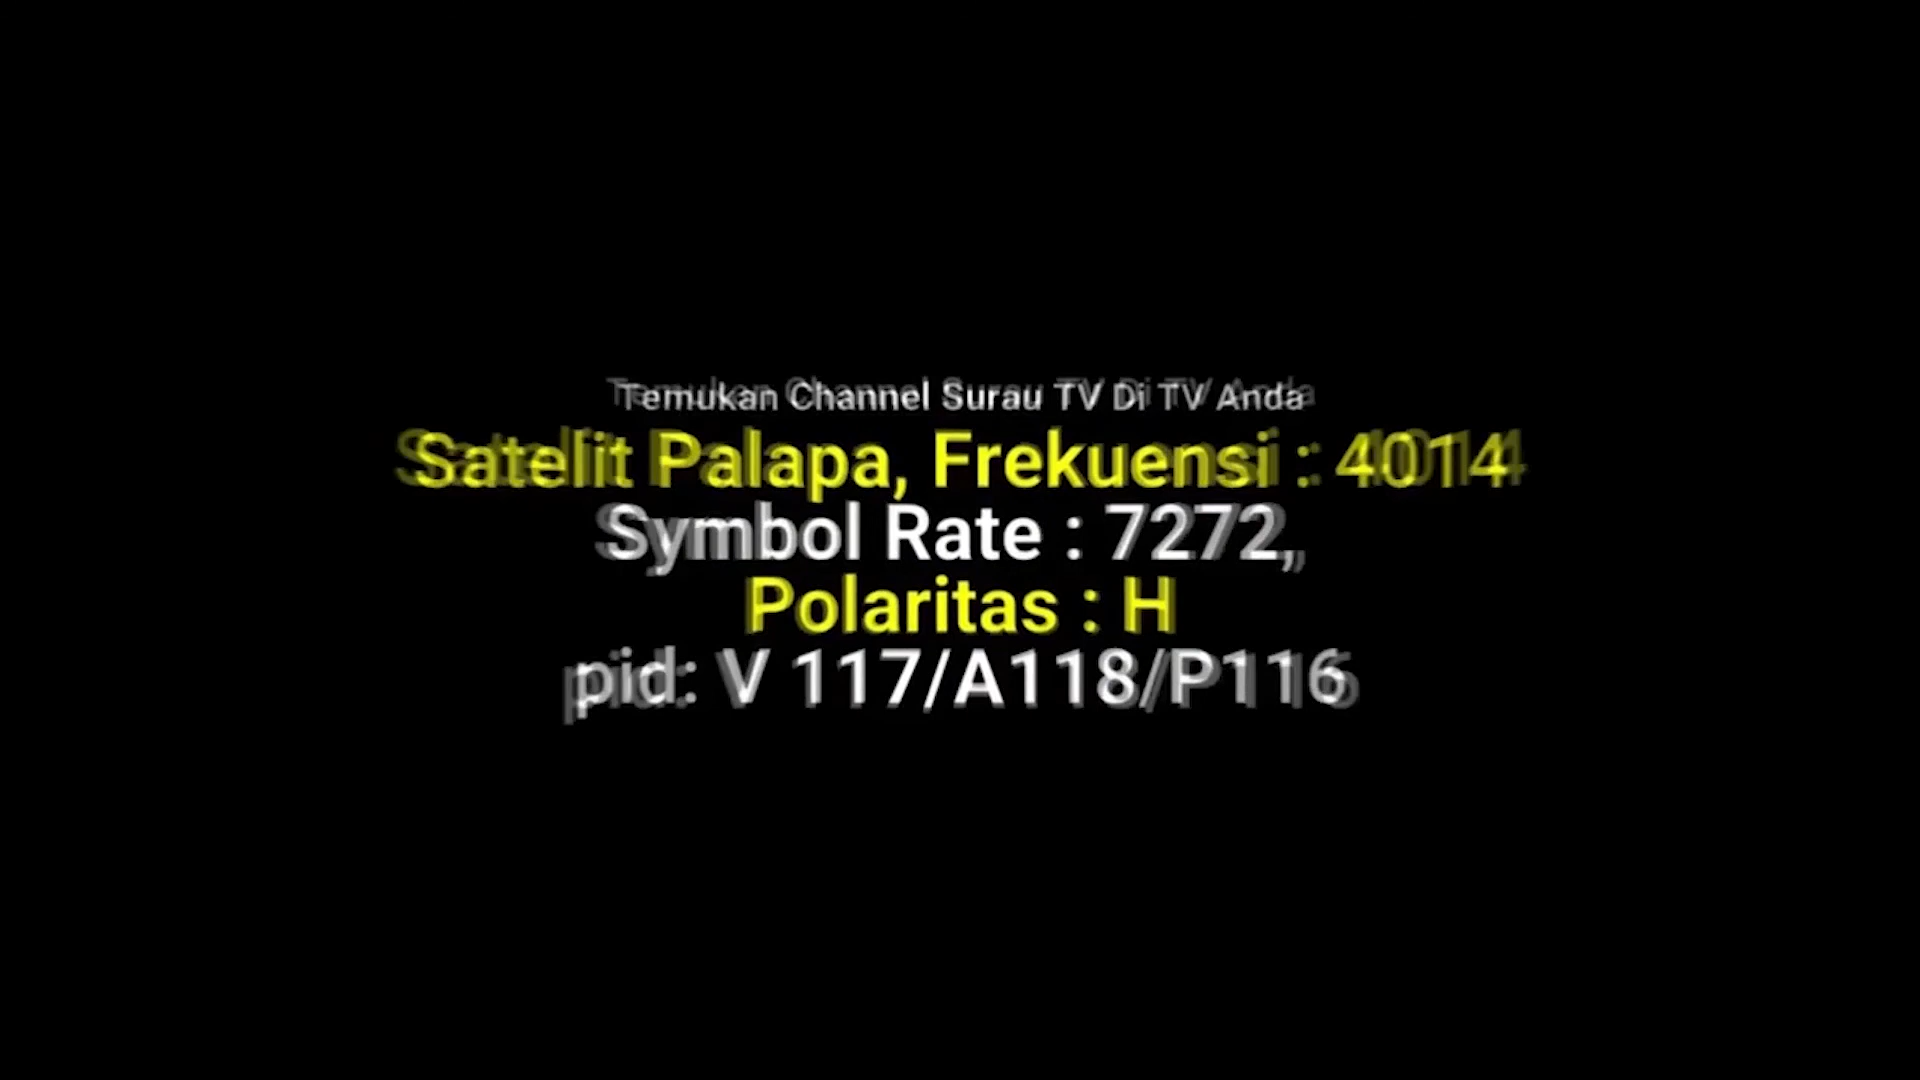 Temukan Channel Surau TV Di TV Anda
Satelit Palapa, Frekuensi : 4014
Symbol Rate : 7272,
Polaritas : H
pid: V 117/A118/P116